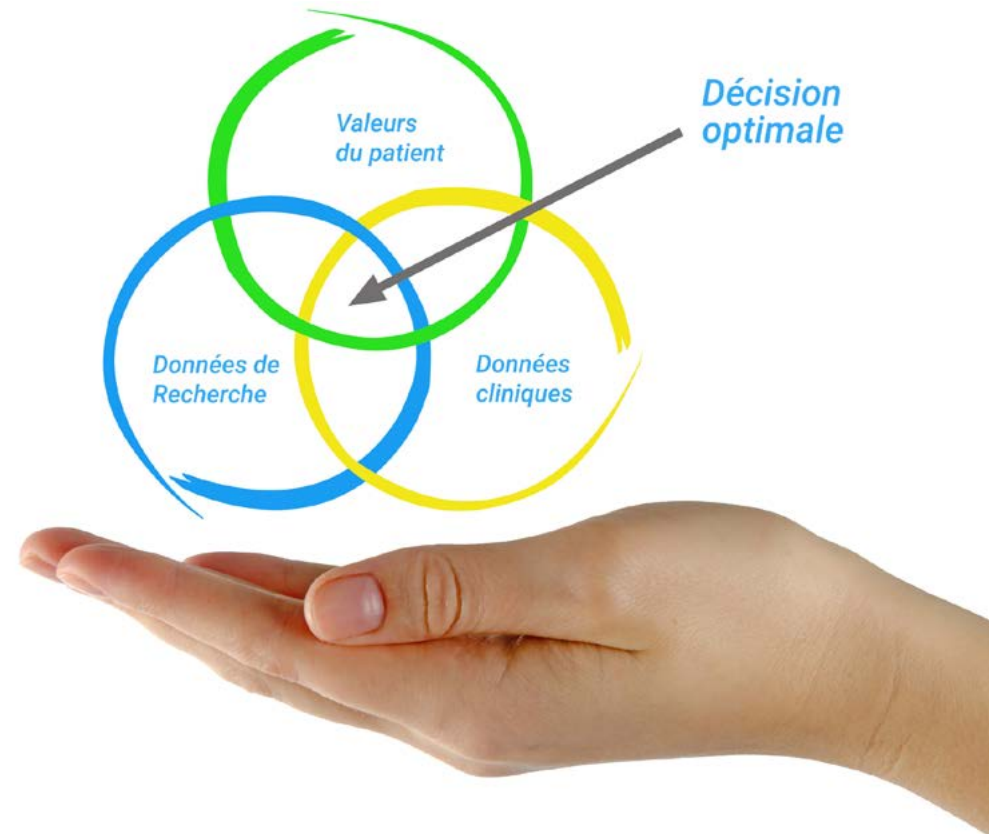 Décision
optimale
Valeurs
du patient
Données de
Recherche
Données
cliniques